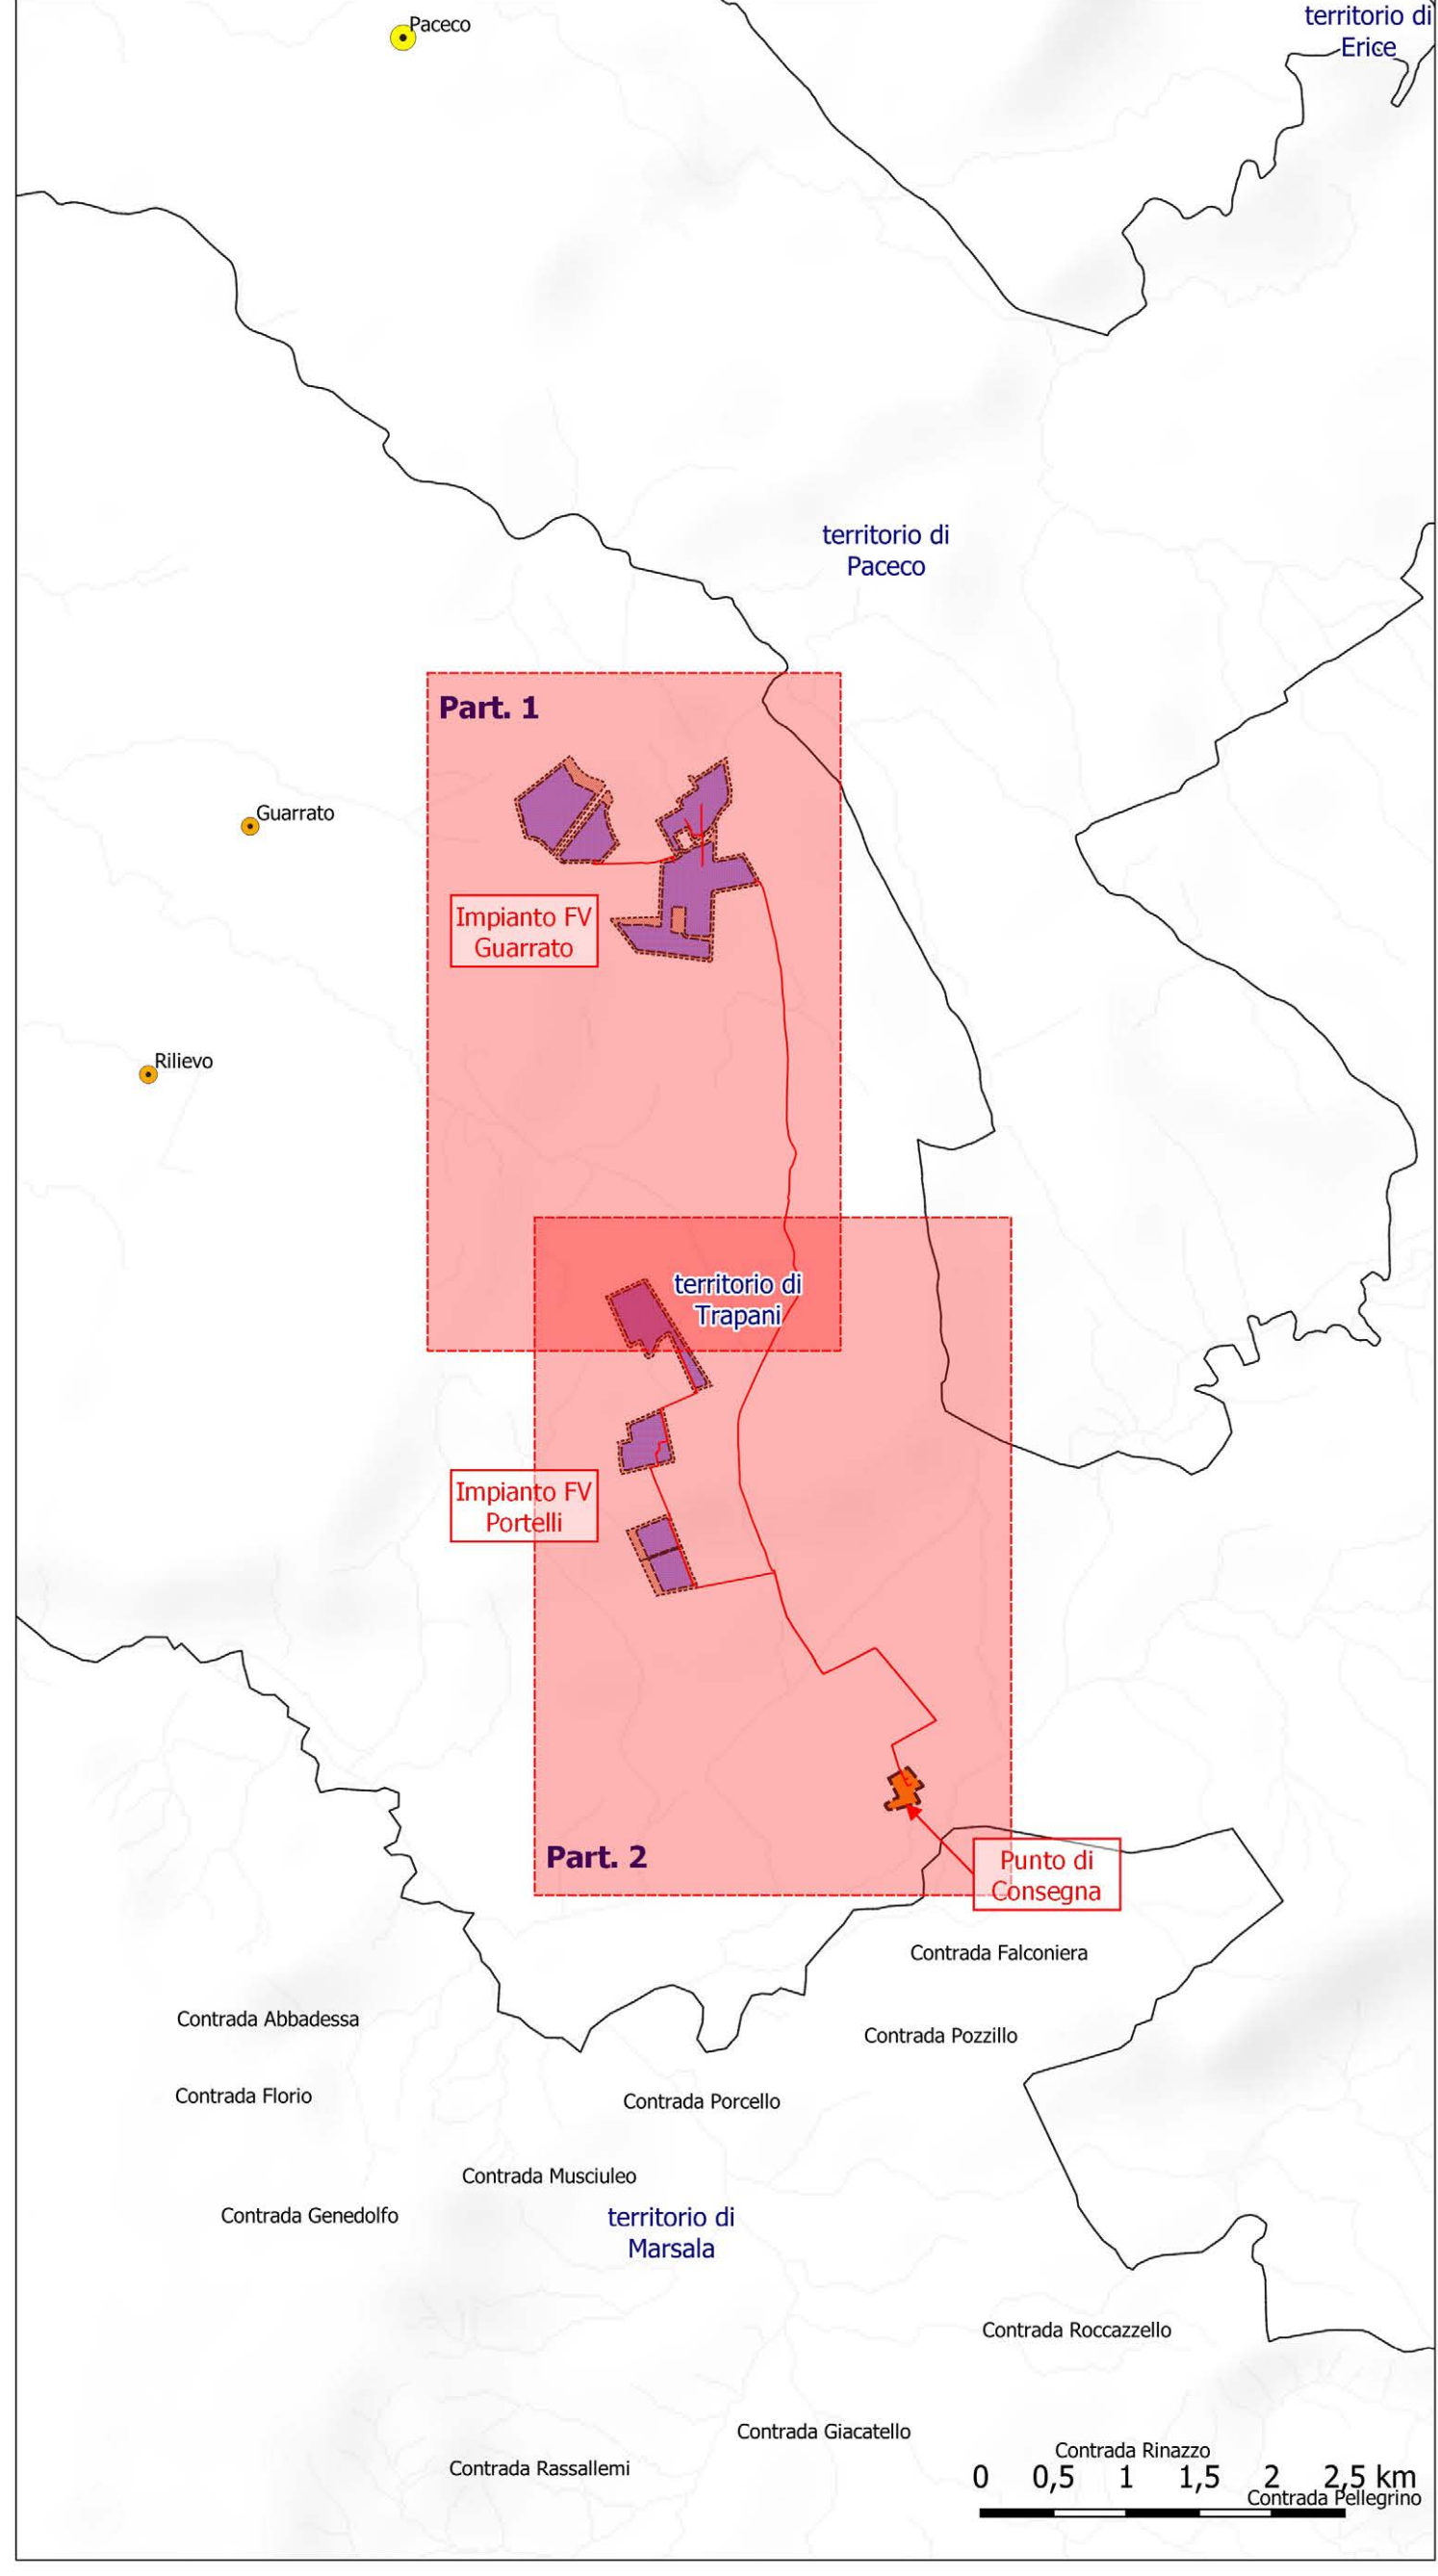 territorio di
Erice
Paceco
territorio di
Paceco
Part. 1
Guarrato
Impianto FV
Guarrato
Rilievo
territorio di
Trapani
Impianto FV
Portelli
Part. 2
Punto di
Consegna
Contrada Falconiera
Contrada Abbadessa
Contrada Pozzillo
Contrada Florio
Contrada Porcello
Contrada Musciuleo
Contrada Genedolfo
territorio di
Marsala
Contrada Roccazzello
Contrada Giacatello
Contrada Rinazzo
Contrada Rassallemi
0 0,5 1 1,5 2 2,5 km
Contrada Pellegrino